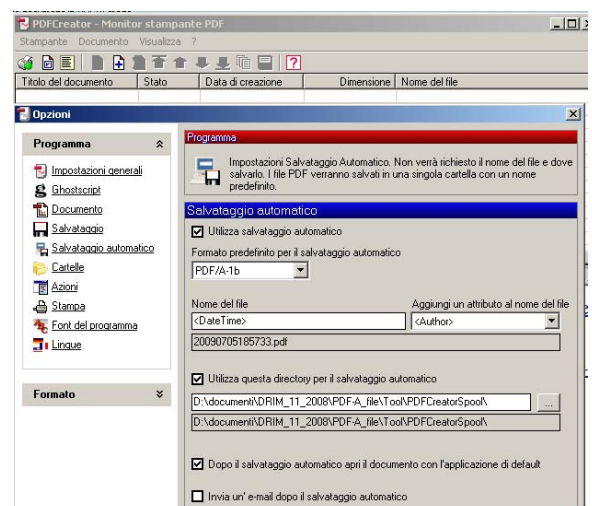 PDFCreator - Monitor stampante PDF
Stampante Documento Visualizza ?
Titolo del documento Stato Data di creazione Dimensione Nome del file
Opzioni
Programma
Impostazioni generali
Ghostscript
Documento
Salvataggio
Salvataggio automatico
Cartelle
Azioni
Stampa
Font del programma
Lingue
Formato
Programma
Impostazioni Salvataggio Automatico. Non verrà richiesto il nome del file e dove
salvarlo. I file PDF verranno salvati in una singola cartella con un nome
predefinito.
Salvataggio automatico
Utilizza salvataggio automatico
Formato predefinito per il salvataggio automatico
PDF/A-1b
Nome del file Aggiungi un attributo al nome del file
<DateTime> <Author>
20090705185733.pdf
Utilizza questa directory per il salvataggio automatico
D:\documenti\DRIM_11_2008\PDF-A_file\Tool\PDFCreatorSpool\ ...
D:\documenti\DRIM_11_2008\PDF-A_file\Tool\PDFCreatorSpool\
Dopo il salvataggio automatico apri il documento con l'applicazione di default
Invia un' e-mail dopo il salvataggio automatico